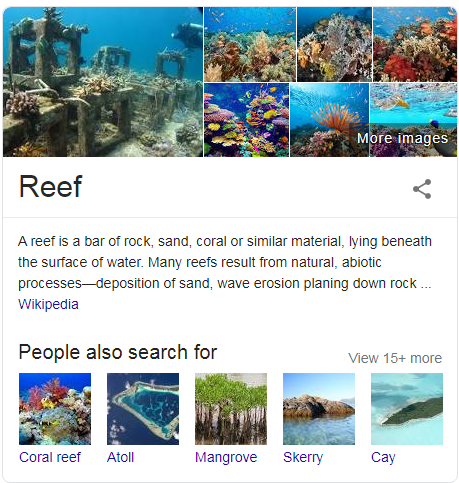 More images
Reef
A reef is a bar of rock, sand, coral or similar material, lying beneath
the surface of water. Many reefs result from natural, abiotic
processes—deposition of sand, wave erosion planing down rock ...
Wikipedia
People also search for
View 15+ more
Coral reef
Atoll
Mangrove
Skerry
Cay